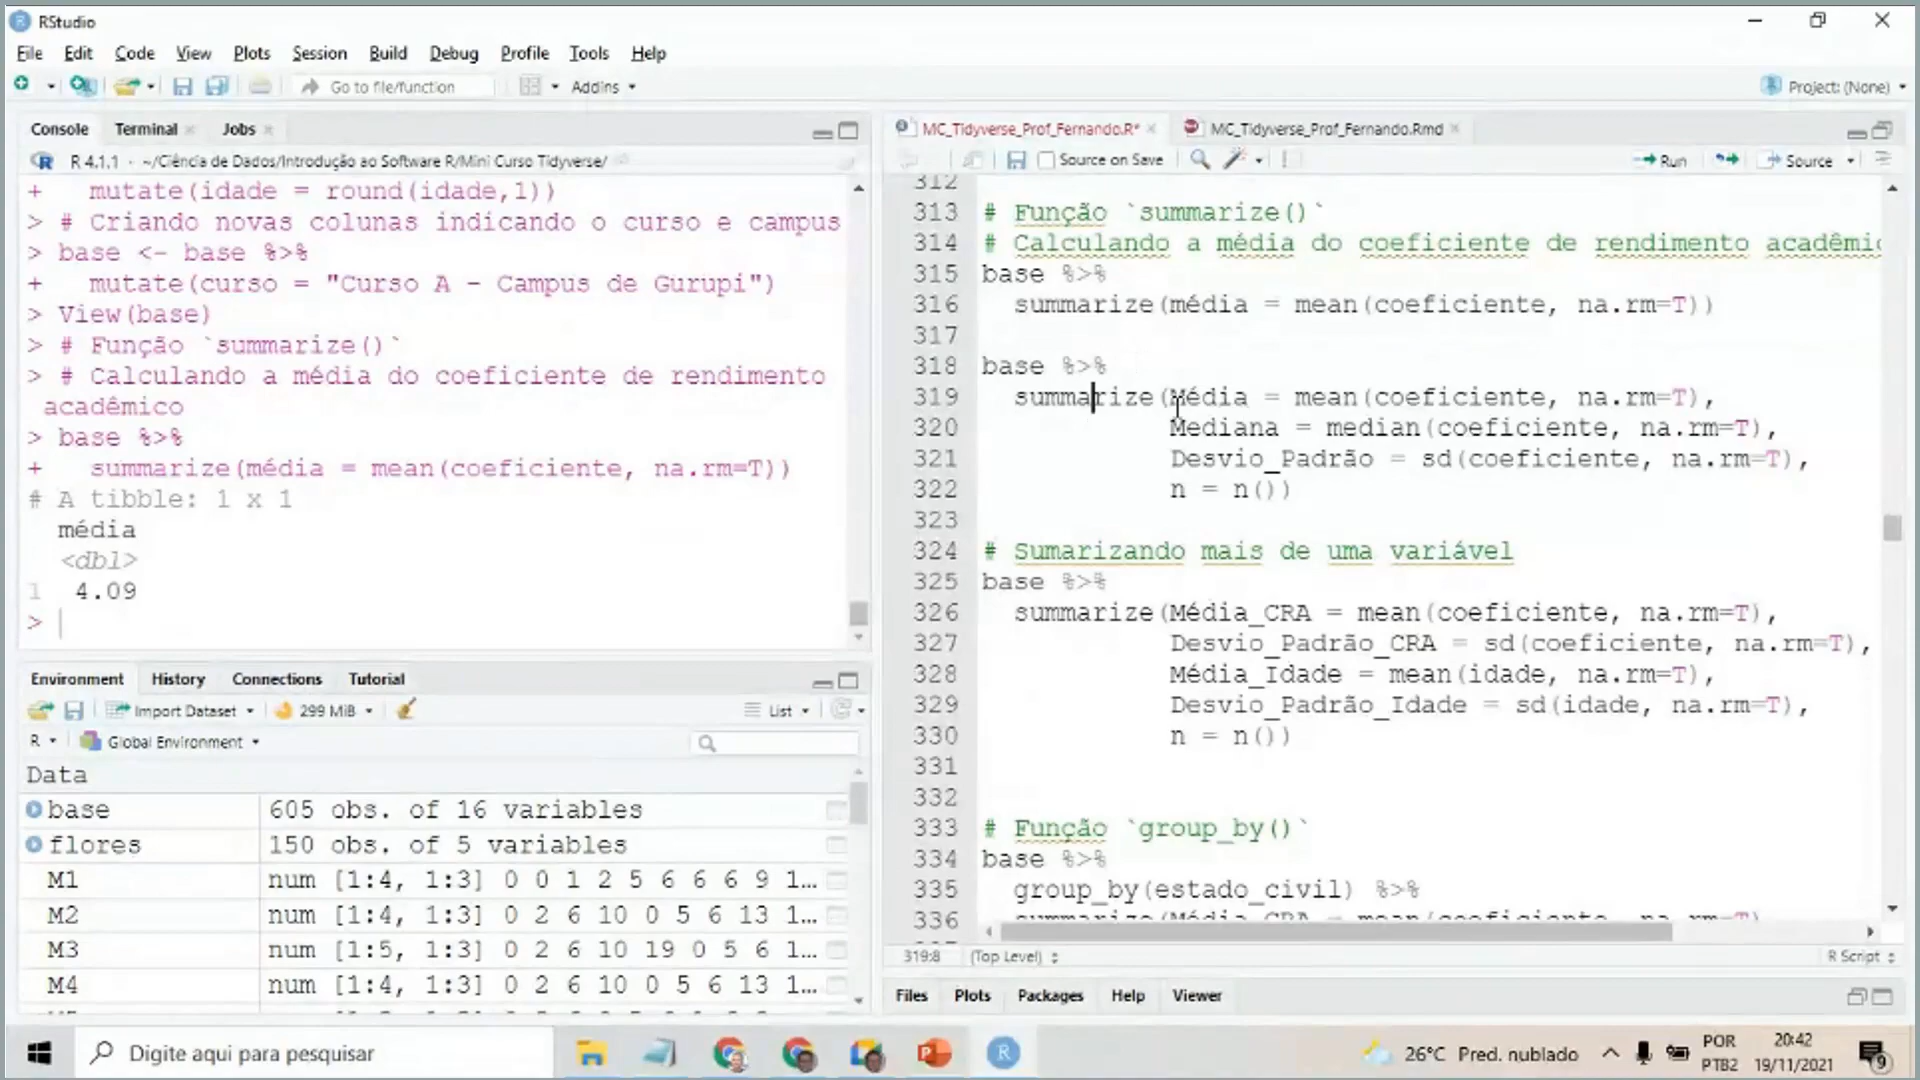 RStudio
File Edit Code View Plots Session Build Debug Profile Tools Help
Go to file/function Addins Project: (None)
Console Terminal Jobs
R 4.1.1 · ~/Ciência de Dados/Introdução ao Software R/Mini Curso Tidyverse/
+ mutate(idade = round(idade,1))
> # Criando novas colunas indicando o curso e campus
> base <- base %>%
+ mutate(curso = "Curso A - Campus de Gurupi")
> View(base)
> # Função `summarize()`
> # Calculando a média do coeficiente de rendimento
acadêmico
> base %>%
+ summarize(média = mean(coeficiente, na.rm=T))
# A tibble: 1 x 1
média
<dbl>
1 4.09
>
Environment History Connections Tutorial
Import Dataset 299 MiB List
R Global Environment
Data
base 605 obs. of 16 variables
flores 150 obs. of 5 variables
M1 num [1:4, 1:3] 0 0 1 2 5 6 6 6 9 1...
M2 num [1:4, 1:3] 0 2 6 10 0 5 6 13 1...
M3 num [1:5, 1:3] 0 2 6 10 19 0 5 6 1...
M4 num [1:4, 1:3] 0 2 6 10 0 5 6 13 1...
MC_Tidyverse_Prof_Fernando.R* MC_Tidyverse_Prof_Fernando.Rmd
Source on Save Run Source
312
313 # Função `summarize()`
314 # Calculando a média do coeficiente de rendimento acadêmic
315 base %>%
316 summarize(média = mean(coeficiente, na.rm=T))
317
318 base %>%
319 summarize(Média = mean(coeficiente, na.rm=T),
320 Mediana = median(coeficiente, na.rm=T),
321 Desvio_Padrão = sd(coeficiente, na.rm=T),
322 n = n())
323
324 # Sumarizando mais de uma variável
325 base %>%
326 summarize(Média_CRA = mean(coeficiente, na.rm=T),
327 Desvio_Padrão_CRA = sd(coeficiente, na.rm=T),
328 Média_Idade = mean(idade, na.rm=T),
329 Desvio_Padrão_Idade = sd(idade, na.rm=T),
330 n = n())
331
332
333 # Função `group_by()`
334 base %>%
335 group_by(estado_civil) %>%
336 summarize(Média_CRA = mean(coeficiente, na.rm=T)
319:8 (Top Level) R Script
Files Plots Packages Help Viewer
Digite aqui para pesquisar
26°C Pred. nublado
POR
PTB2
20:42
19/11/2021
9